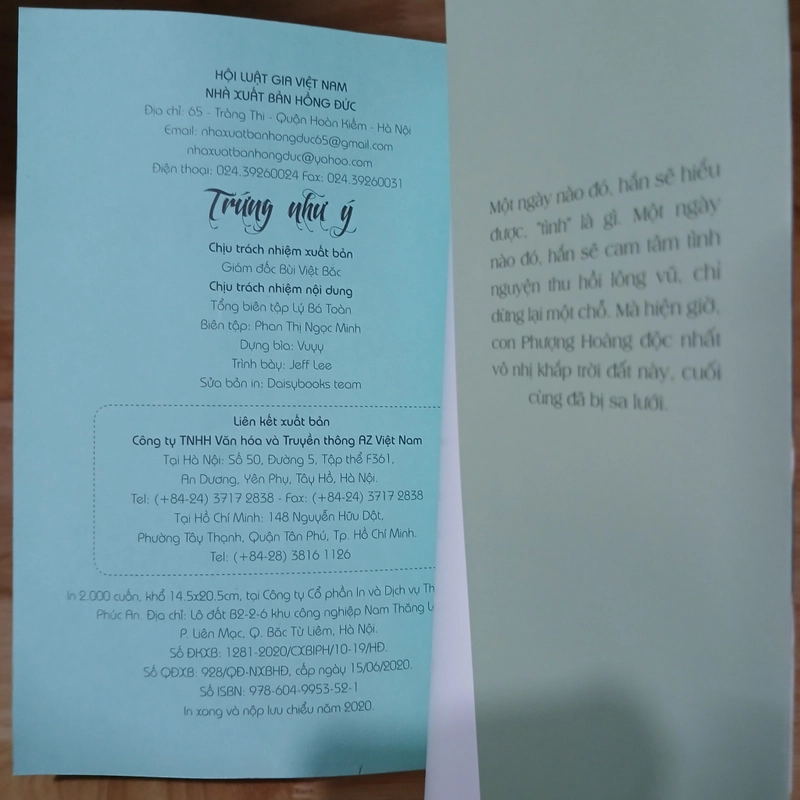 HỘI LUẬT GIA VIỆT NAM
NHÀ XUẤT BẢN HỒNG ĐỨC
Địa chỉ: 65 - Tràng Thi - Quận Hoàn Kiếm - Hà Nội
Email: nhaxuatbanhongduc65@gmail.com
nhaxuatbanhongduc@yahoo.com
Điện thoại: 024.39260024 Fax: 024.39260031
Trứng như ý
Chịu trách nhiệm xuất bản
Giám đốc Bùi Việt Bắc
Chịu trách nhiệm nội dung
Tổng biên tập Lý Bá Toàn
Biên tập: Phan Thị Ngọc Minh
Dựng bìa: Vuyy
Trình bày: Jeff Lee
Sửa bản in: Daisybooks team
Liên kết xuất bản
Công ty TNHH Văn hóa và Truyền thông AZ Việt Nam
Tại Hà Nội: Số 50, Đường 5, Tập thể F361,
An Dương, Yên Phụ, Tây Hồ, Hà Nội.
Tel: (+84-24) 3717 2838 - Fax: (+84-24) 3717 2838
Tại Hồ Chí Minh: 148 Nguyễn Hữu Dật,
Phường Tây Thạnh, Quận Tân Phú, Tp. Hồ Chí Minh.
Tel: (+84-28) 3816 1126
In 2.000 cuốn, khổ 14.5x20.5cm, tại Công ty Cổ phần In và Dịch vụ Th
Phúc An. Địa chỉ: Lô đất B2-2-6 khu công nghiệp Nam Thăng L
P. Liên Mạc, Q. Bắc Từ Liêm, Hà Nội.
Số ĐKXB: 1281-2020/CXBIPH/10-19/HĐ.
Số QĐXB: 928/QĐ-NXBHĐ, cấp ngày 15/06/2020.
Số ISBN: 978-604-9953-52-1
In xong và nộp lưu chiểu năm 2020.
Một ngày nào đó, hắn sẽ hiểu
được, "tình" là gì. Một ngày
nào đó, hắn sẽ cam tâm tình
nguyện thu hồi lông vũ, chỉ
dừng lại một chỗ. Mà hiện giờ,
con Phượng Hoàng độc nhất
vô nhị khắp trời đất này, cuối
cùng đã bị sa lưới.